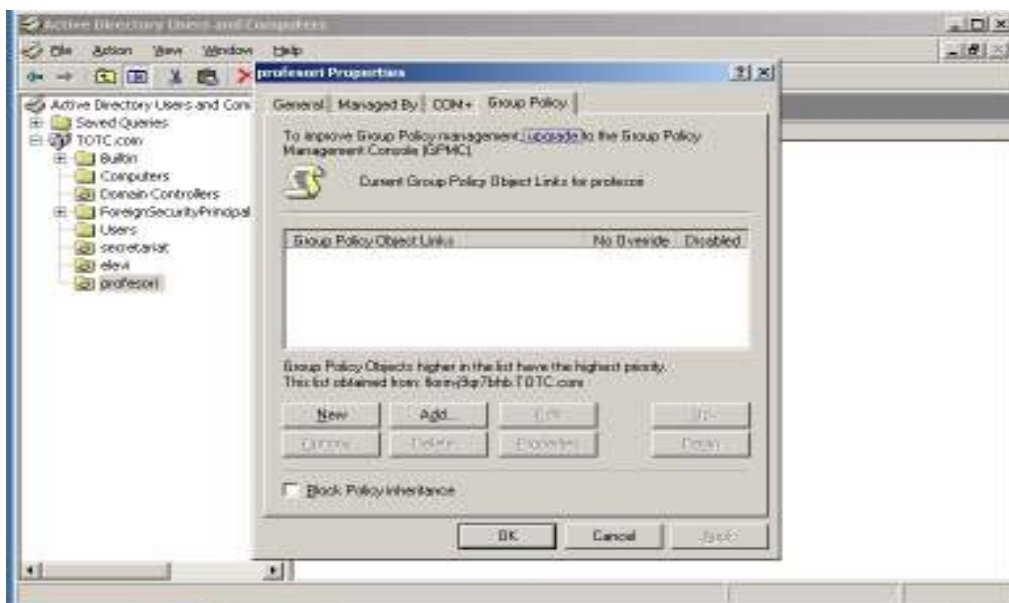 Active Directory Users and Computers
File Action View Window Help
professori Properties
Active Directory Users and Com
Saved Queries
TOTC.com
Builtin
Computers
Domain Controllers
ForeignSecurityPrincipal
Users
secretariat
elevi
profesori
General Managed By COM+ Group Policy
To improve Group Policy management, upgrade to the Group Policy
Management Console (GPMC).
Current Group Policy Object Links for profesori
Group Policy Object Links No Override Disabled
Group Policy Objects higher in the list have the highest priority.
This list obtained from: TOTC.com
New Add... Edit Up
Options... Delete... Properties Down
Block Policy inheritance
OK Cancel Apply